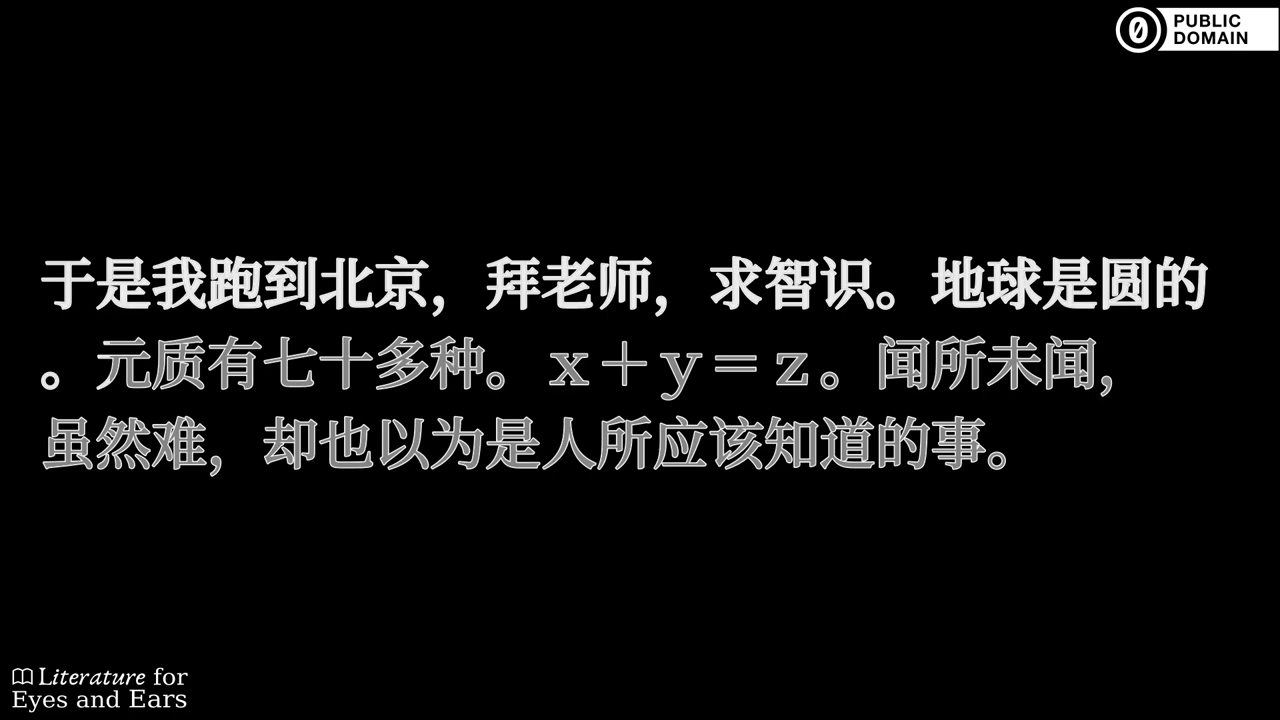 PUBLIC
DOMAIN
于是我跑到北京，拜老师，求智识。地球是圆的
。元质有七十多种。ｘ＋ｙ＝ｚ。闻所未闻，
虽然难，却也以为是人所应该知道的事。
Literature for
Eyes and Ears